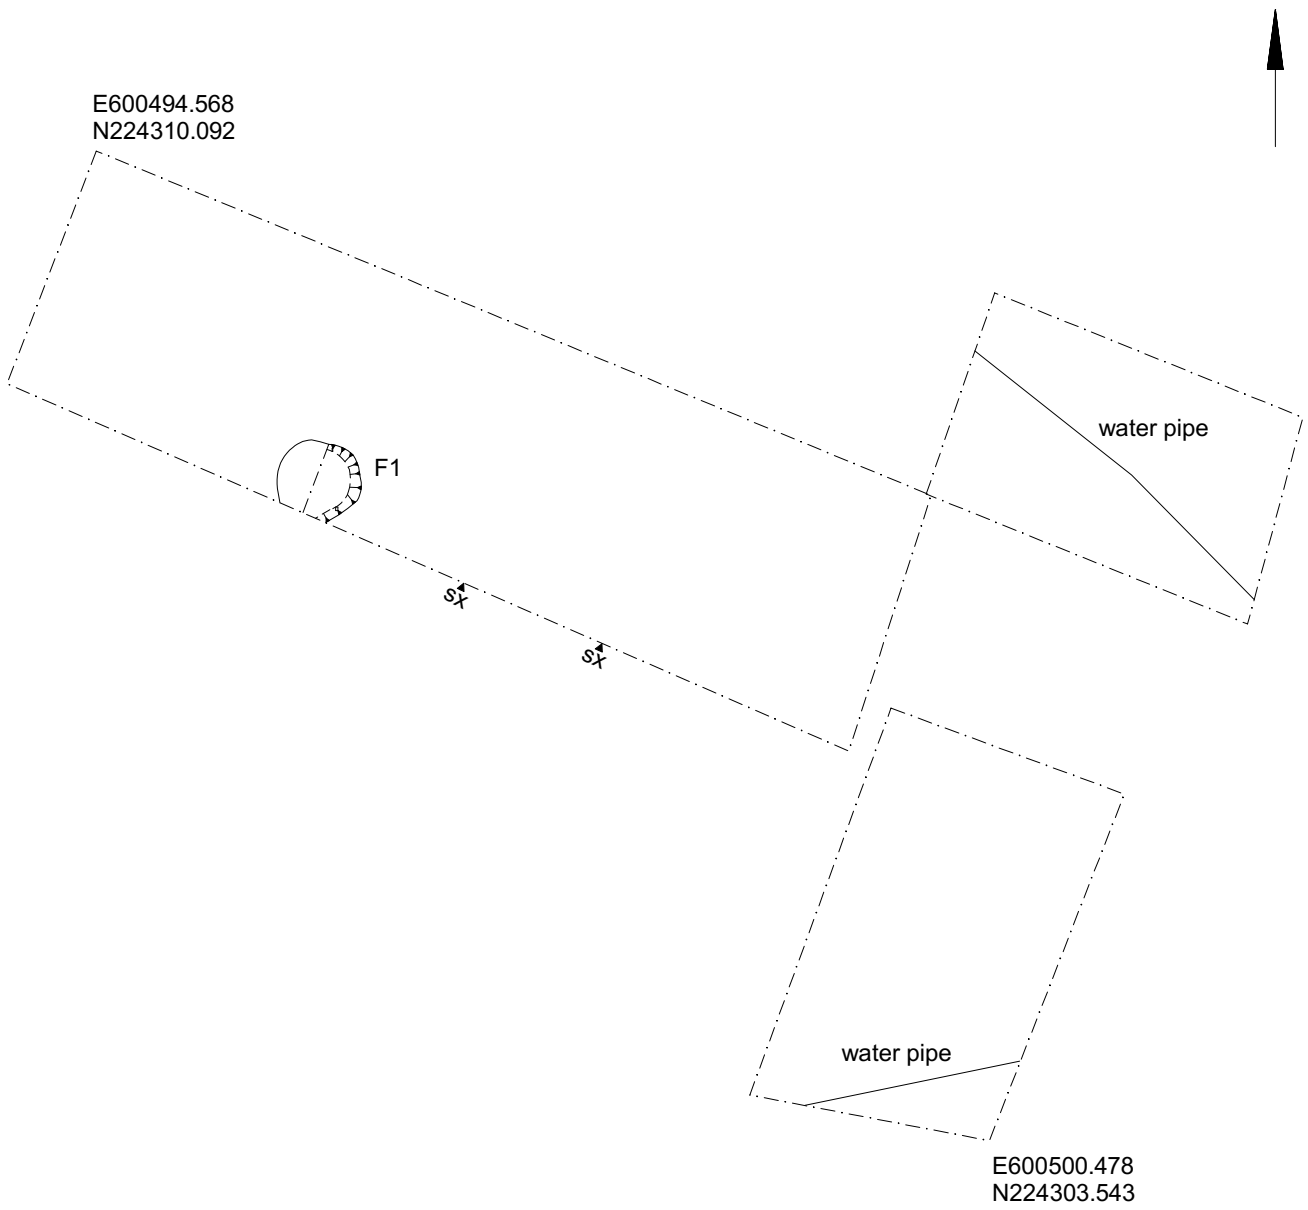 E600494.568
N224310.092
water pipe
F1
sx
sx
water pipe
E600500.478
N224303.543